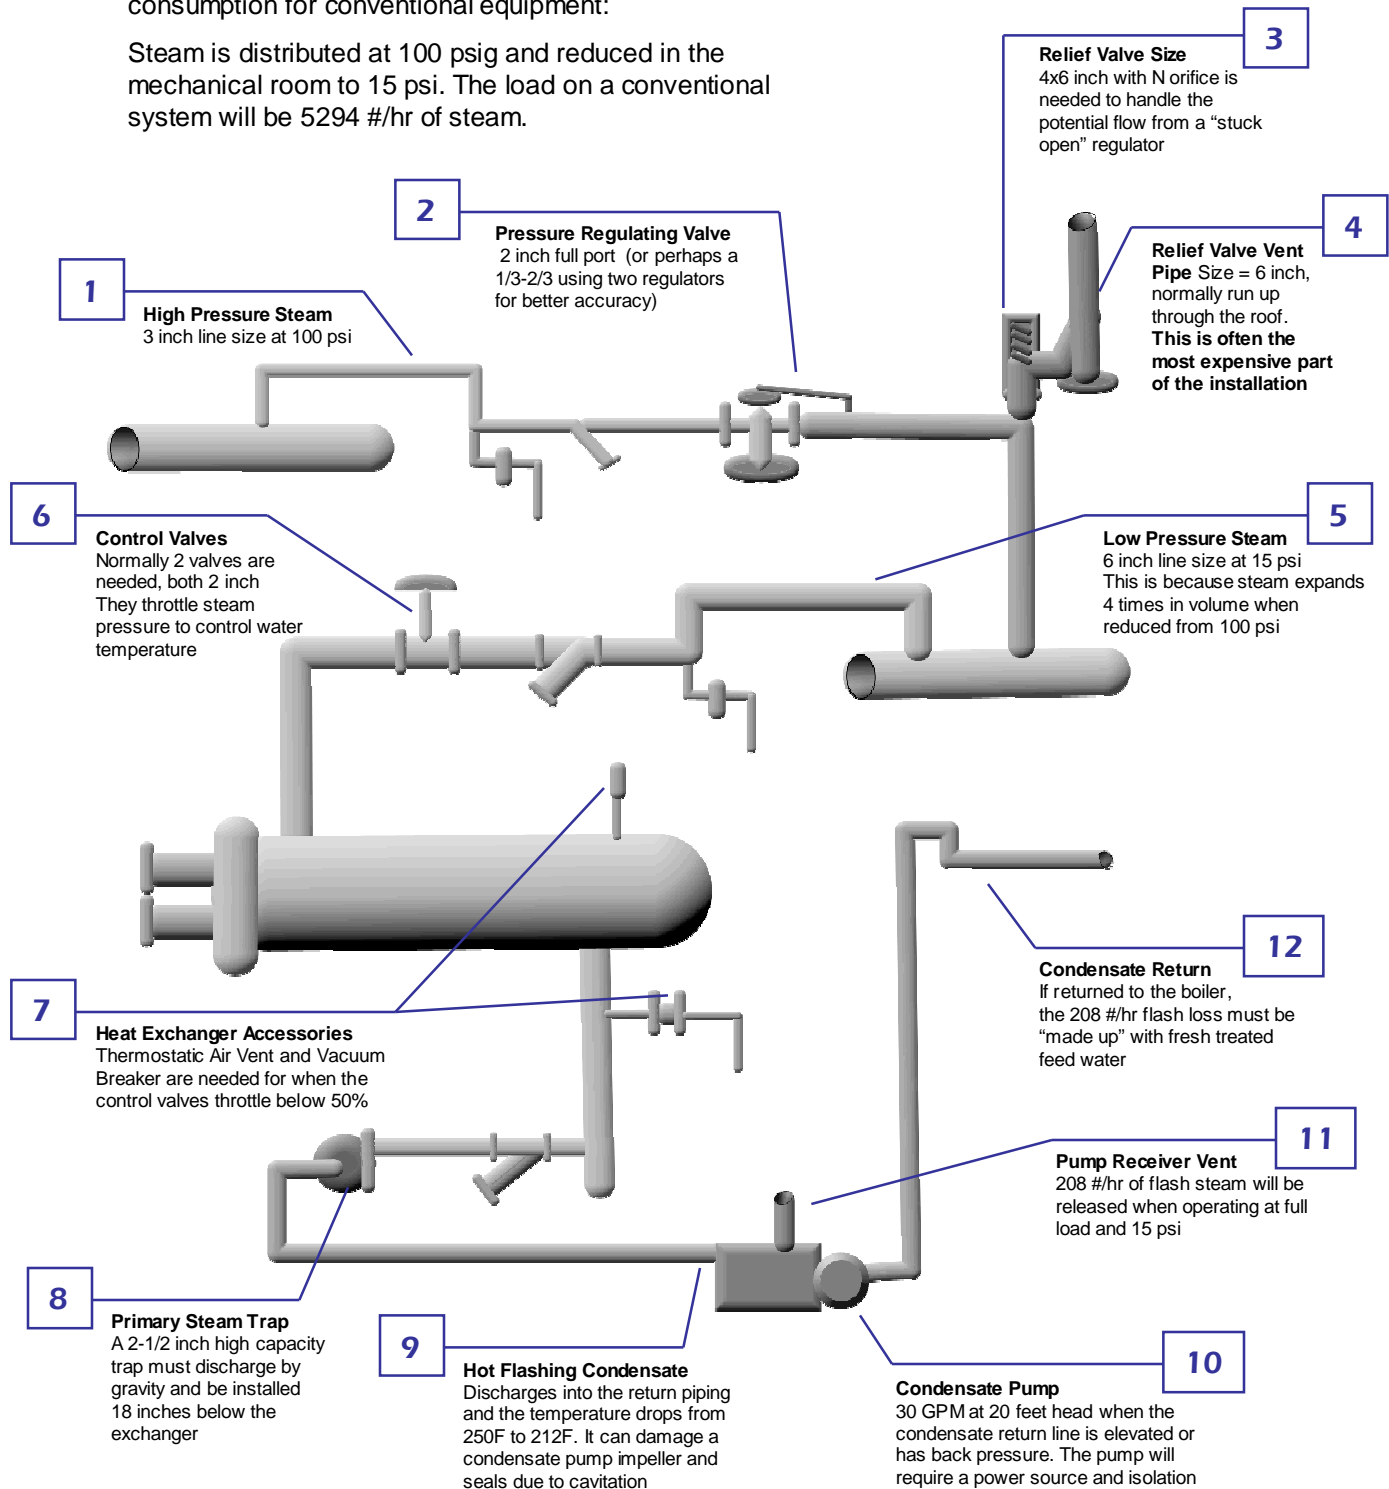 consumption for conventional equipment:
Steam is distributed at 100 psig and reduced in the
mechanical room to 15 psi. The load on a conventional
system will be 5294 #/hr of steam.
1
High Pressure Steam
3 inch line size at 100 psi
2
Pressure Regulating Valve
2 inch full port (or perhaps a
1/3-2/3 using two regulators
for better accuracy)
3
Relief Valve Size
4x6 inch with N orifice is
needed to handle the
potential flow from a “stuck
open” regulator
4
Relief Valve Vent
Pipe Size = 6 inch,
normally run up
through the roof.
This is often the
most expensive part
of the installation
5
Low Pressure Steam
6 inch line size at 15 psi
This is because steam expands
4 times in volume when
reduced from 100 psi
6
Control Valves
Normally 2 valves are
needed, both 2 inch
They throttle steam
pressure to control water
temperature
7
Heat Exchanger Accessories
Thermostatic Air Vent and Vacuum
Breaker are needed for when the
control valves throttle below 50%
8
Primary Steam Trap
A 2-1/2 inch high capacity
trap must discharge by
gravity and be installed
18 inches below the
exchanger
9
Hot Flashing Condensate
Discharges into the return piping
and the temperature drops from
250F to 212F. It can damage a
condensate pump impeller and
seals due to cavitation
10
Condensate Pump
30 GPM at 20 feet head when the
condensate return line is elevated or
has back pressure. The pump will
require a power source and isolation
11
Pump Receiver Vent
208 #/hr of flash steam will be
released when operating at full
load and 15 psi
12
Condensate Return
If returned to the boiler,
the 208 #/hr flash loss must be
“made up” with fresh treated
feed water